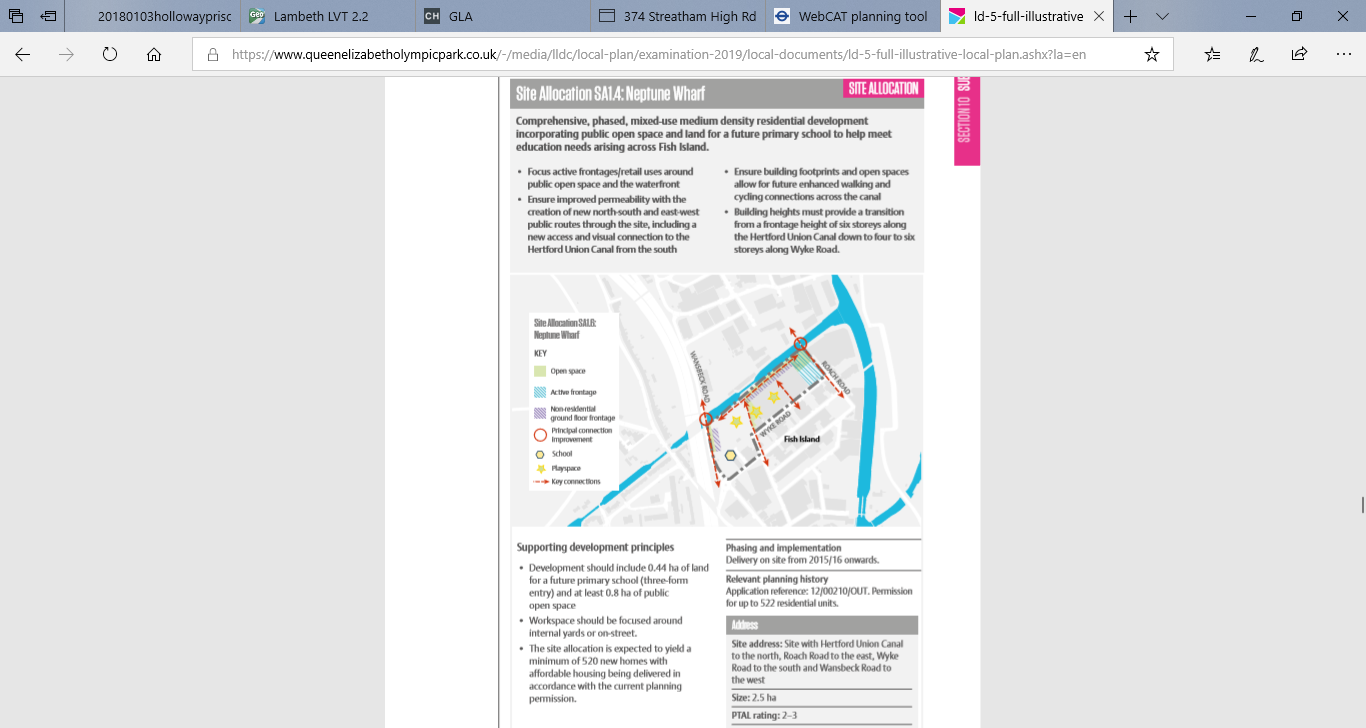 20180103hollowayprisc
Lambeth LVT 2.2
GLA
374 Streatham High Rd
WebCAT planning tool
ld-5-full-illustrative
https://www.queenelizabetholympicpark.co.uk/-/media/lldc/local-plan/examination-2019/local-documents/ld-5-full-illustrative-local-plan.ashx?la=en
Site Allocation SA1.4: Neptune Wharf
SITE ALLOCATION
SECTION 10
Comprehensive, phased, mixed-use medium density residential development
incorporating public open space and land for a future primary school to help meet
education needs arising across Fish Island.
• Focus active frontages/retail uses around
public open space and the waterfront
• Ensure improved permeability with the
creation of new north-south and east-west
public routes through the site, including a
new access and visual connection to the
Hertford Union Canal from the south
• Ensure building footprints and open spaces
allow for future enhanced walking and
cycling connections across the canal
• Building heights must provide a transition
from a frontage height of six storeys along
the Hertford Union Canal down to four to six
storeys along Wyke Road.
Site Allocation SA1.6:
Neptune Wharf
KEY
Open space
Active frontage
Non-residential
ground floor frontage
Principal connection
improvement
School
Playspace
Key connections
WANSBECK ROAD
ROACH ROAD
WYKE ROAD
Fish Island
Supporting development principles
• Development should include 0.44 ha of land
for a future primary school (three-form
entry) and at least 0.8 ha of public
open space
• Workspace should be focused around
internal yards or on-street.
• The site allocation is expected to yield a
minimum of 520 new homes with
affordable housing being delivered in
accordance with the current planning
permission.
Phasing and implementation
Delivery on site from 2015/16 onwards.
Relevant planning history
Application reference: 12/00210/OUT. Permission
for up to 522 residential units.
Address
Site address: Site with Hertford Union Canal
to the north, Roach Road to the east, Wyke
Road to the south and Wansbeck Road to
the west
Size: 2.5 ha
PTAL rating: 2–3